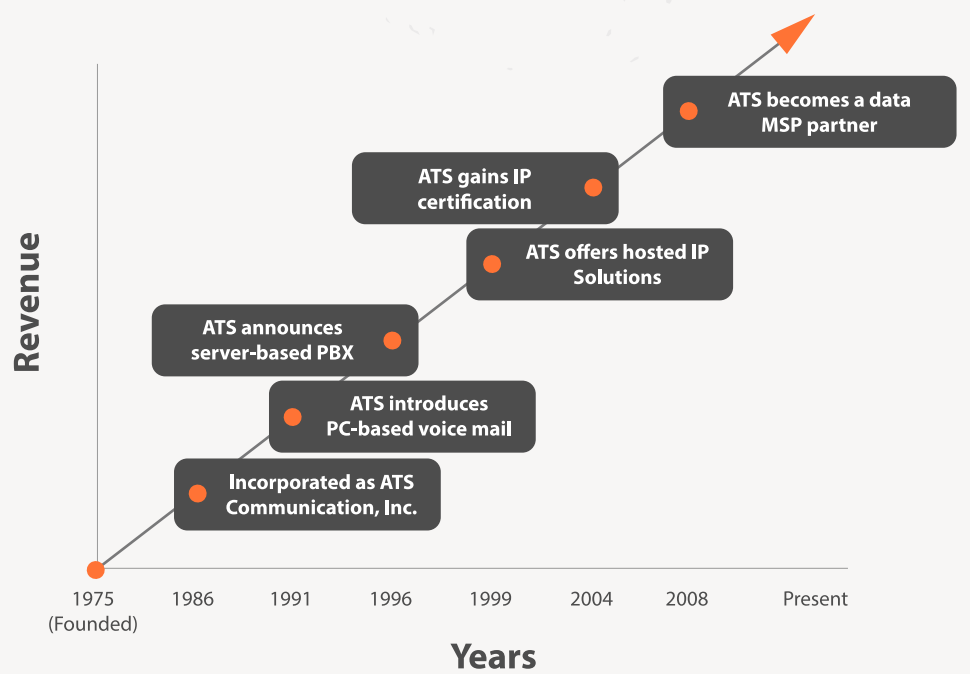 ATS becomes a data
MSP partner
ATS gains IP
certification
ATS offers hosted IP
Solutions
ATS announces
server-based PBX
ATS introduces
PC-based voice mail
Incorporated as ATS
Communication, Inc.
Revenue
1975 1986 1991 1996 1999 2004 2008 Present
(Founded)
Years